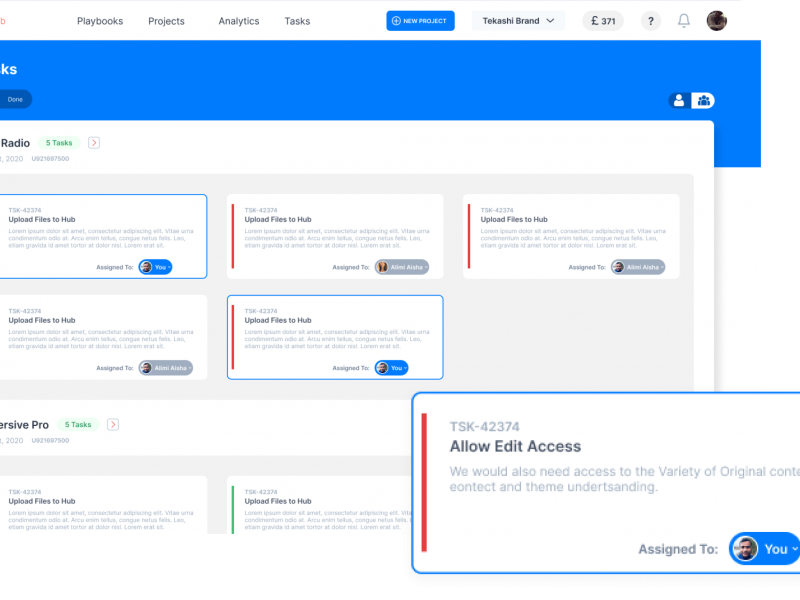 b Playbooks Projects Analytics Tasks NEW PROJECT Tekashi Brand £ 371 ?
sks
Done
Radio 5 Tasks
, 2020 U921697500
TSK-42374
Upload Files to Hub
Lorem ipsum dolor sit amet, consectetur adipiscing elit. Vitae urna
condimentum odio at. Arcu enim tellus, congue netus felis. Leo,
etiam gravida amet tortor at dolor nisl. Lorem erat sit.
Assigned To: You
TSK-42374
Upload Files to Hub
Lorem ipsum dolor sit amet, consectetur adipiscing elit. Vitae urna
condimentum odio at. Arcu enim tellus, congue netus felis. Leo,
etiam gravida amet tortor at dolor nisl. Lorem erat sit.
Assigned To: Alimi Aisha
TSK-42374
Upload Files to Hub
Lorem ipsum dolor sit amet, consectetur adipiscing elit. Vitae urna
condimentum odio at. Arcu enim tellus, congue netus felis. Leo,
etiam gravida amet tortor at dolor nisl. Lorem erat sit.
Assigned To: Alimi Aisha
TSK-42374
Upload Files to Hub
Lorem ipsum dolor sit amet, consectetur adipiscing elit. Vitae urna
condimentum odio at. Arcu enim tellus, congue netus felis. Leo,
etiam gravida amet tortor at dolor nisl. Lorem erat sit.
Assigned To: Alimi Aisha
TSK-42374
Upload Files to Hub
Lorem ipsum dolor sit amet, consectetur adipiscing elit. Vitae urna
condimentum odio at. Arcu enim tellus, congue netus felis. Leo,
etiam gravida amet tortor at dolor nisl. Lorem erat sit.
Assigned To: You
ersive Pro 5 Tasks
, 2020 U921697500
TSK-42374
Upload Files to Hub
Lorem ipsum dolor sit amet, consectetur adipiscing elit. Vitae urna
condimentum odio at. Arcu enim tellus, congue netus felis. Leo,
etiam gravida amet tortor at dolor nisl. Lorem erat sit.
TSK-42374
Upload Files to Hub
Lorem ipsum dolor sit amet, consectetur adipiscing elit.
condimentum odio at. Arcu enim tellus, congue netus felis.
etiam gravida amet tortor at dolor nisl. Lorem erat sit.
TSK-42374
Allow Edit Access
We would also need access to the Variety of Original conte
eontect and theme undertsanding.
Assigned To: You